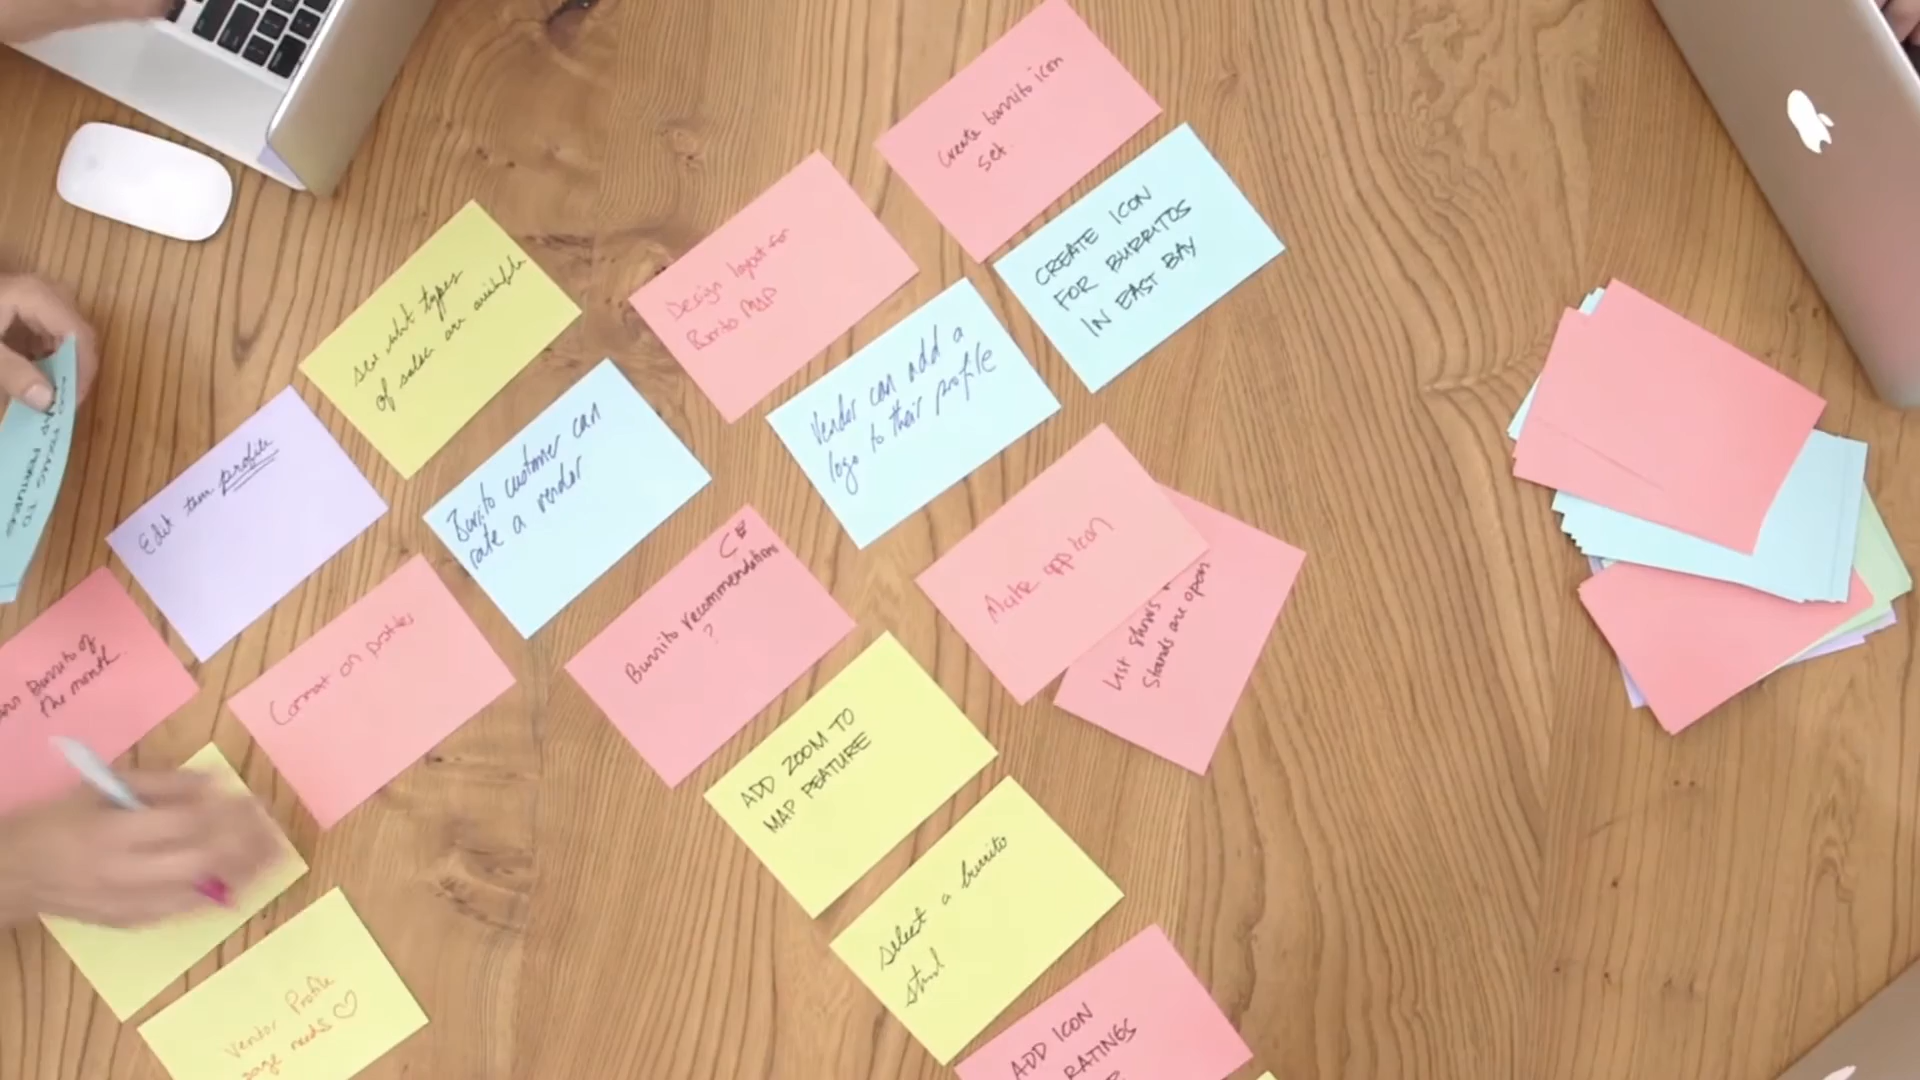 Create burrito icon
set.
CREATE ICON
FOR BURRITOS
IN EAST BAY
Design layout for
Burrito MAP
Vendor can add a
logo to their profile
see what types
of salsa are available
Burrito customer can
rate a vendor
Edit profile
Make app icon
List shows
Stands are open
CE
Burrito recommendations
?
Comment on profiles
Burrito of
the month.
ADD ZOOM TO
MAP FEATURE
select a burrito
stand
Vendor Profile
page needs ♡
ADD ICON
RATINGS